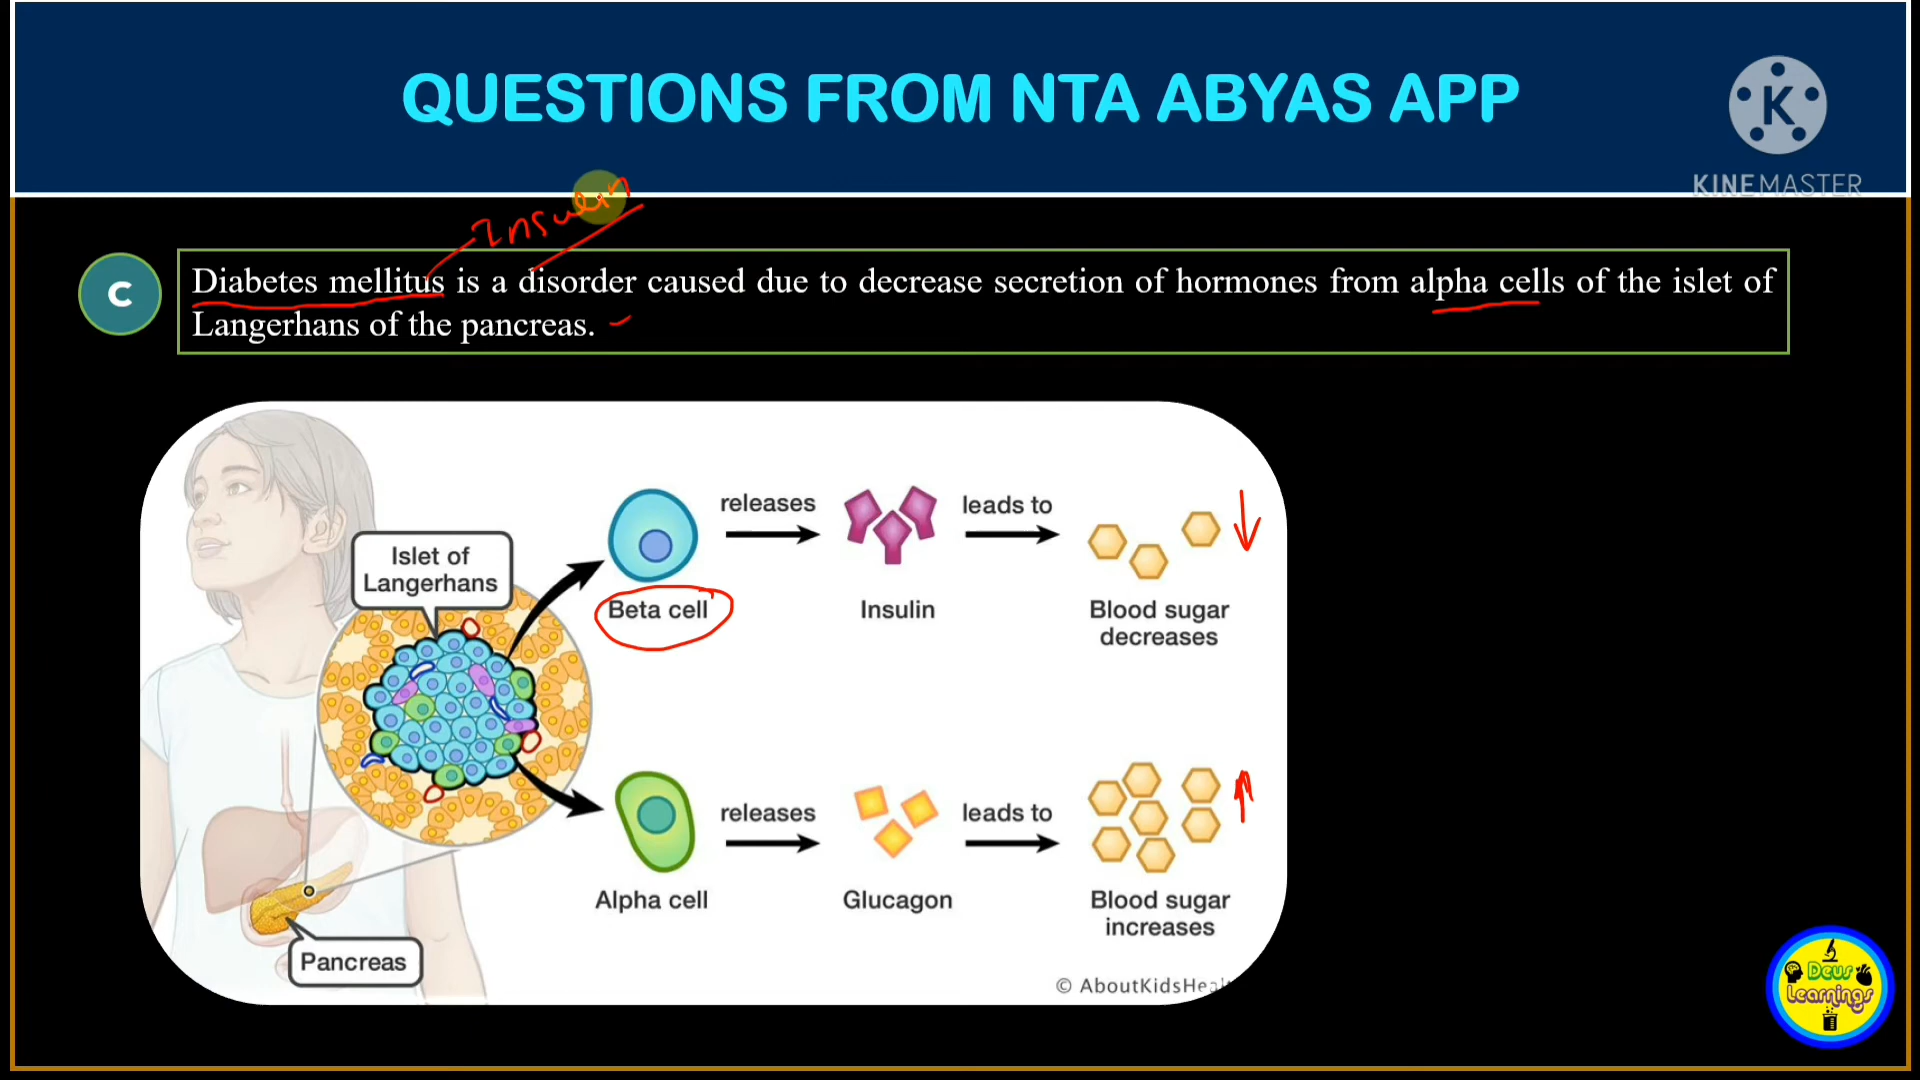 QUESTIONS FROM NTA ABYAS APP
K
KINEMASTER
Insulin
C
Diabetes mellitus is a disorder caused due to decrease secretion of hormones from alpha cells of the islet of
Langerhans of the pancreas.
Islet of
Langerhans
Beta cell
releases
Insulin
leads to
Blood sugar
decreases
Alpha cell
releases
Glucagon
leads to
Blood sugar
increases
Pancreas
© AboutKidsHeal
Deus
Learnings